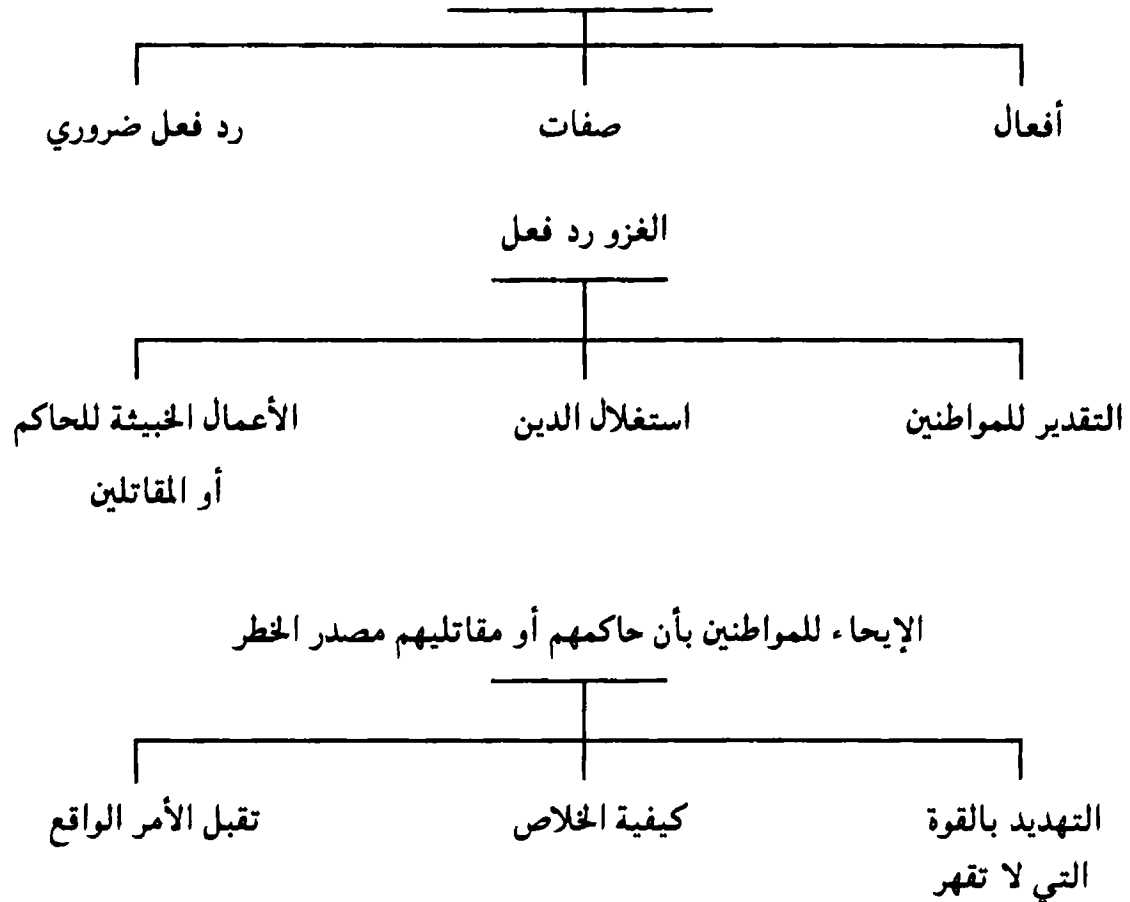 أفعال صفات رد فعل ضروري
الغزو رد فعل
التقدير للمواطنين استغلال الدين الأعمال الخبيثة للحاكم
أو المقاتلين
الإيحاء للمواطنين بأن حاكمهم أو مقاتليهم مصدر الخطر
التهديد بالقوة كيفية الخلاص تقبل الأمر الواقع
التي لا تقهر